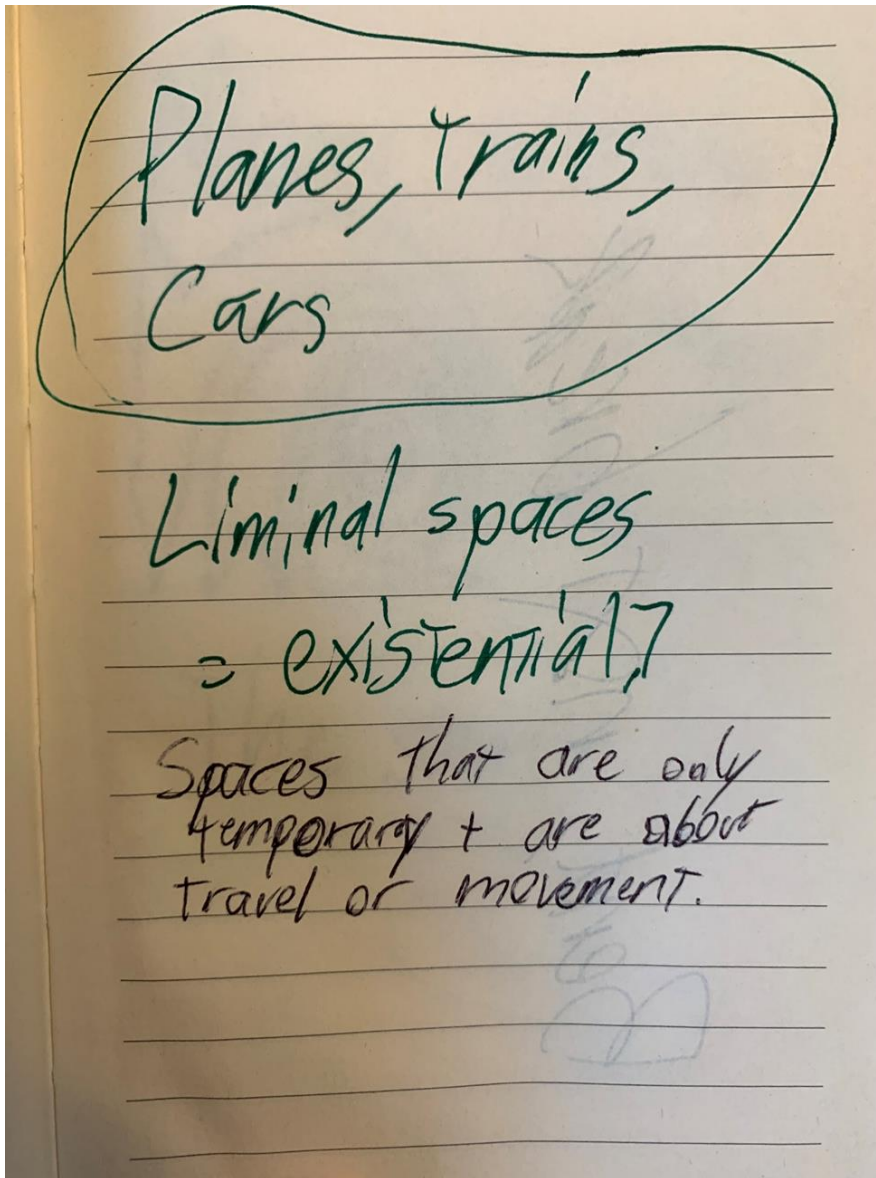 Planes, trains,
Cars
Liminal spaces
= existential?
Spaces that are only
temporary + are about
travel or movement.